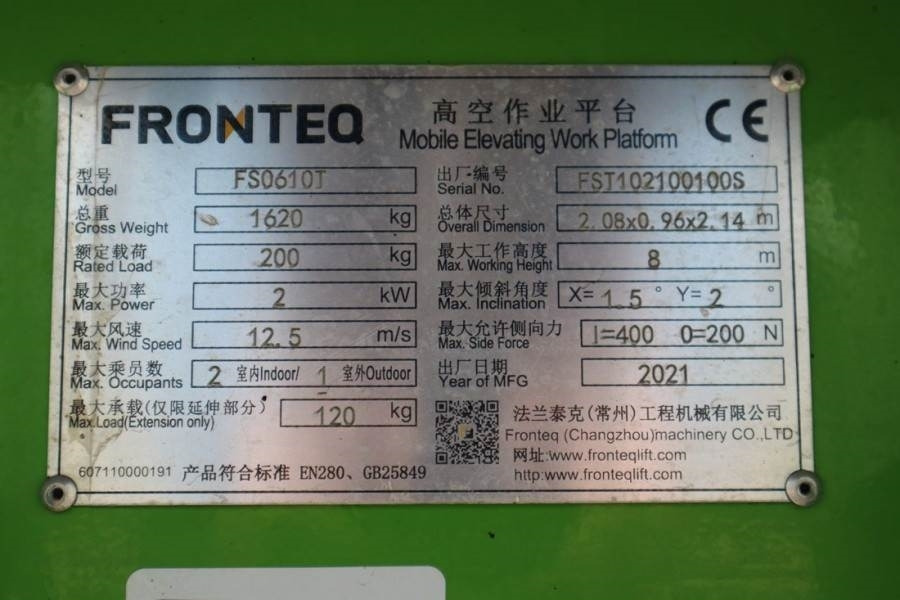 FRONTEQ
高空作业平台
Mobile Elevating Work Platform
CE
型号 FS0610T
Model
出厂编号 FST102100100S
Serial No.
总重 1620 kg
Gross Weight
总体尺寸 2.08x0.96x2.14 m
Overall Dimension
额定载荷 200 kg
Rated Load
最大工作高度 8 m
Max. Working Height
最大功率 2 kW
Max. Power
最大倾斜角度 X=1.5° Y=2°
Max. Inclination
最大风速 12.5 m/s
Max. Wind Speed
最大允许侧向力 I=400 O=200 N
Max. Side Force
最大乘员数 2 室内Indoor/ 1 室外Outdoor
Max. Occupants
出厂日期 2021
Year of MFG
最大承载(仅限延伸部分) 120 kg
Max.Load(Extension only)
607110000191 产品符合标准 EN280、GB25849
法兰泰克(常州)工程机械有限公司
Fronteq (Changzhou)machinery CO.,LTD
网址:www.fronteqlift.com
http:www.fronteqlift.com